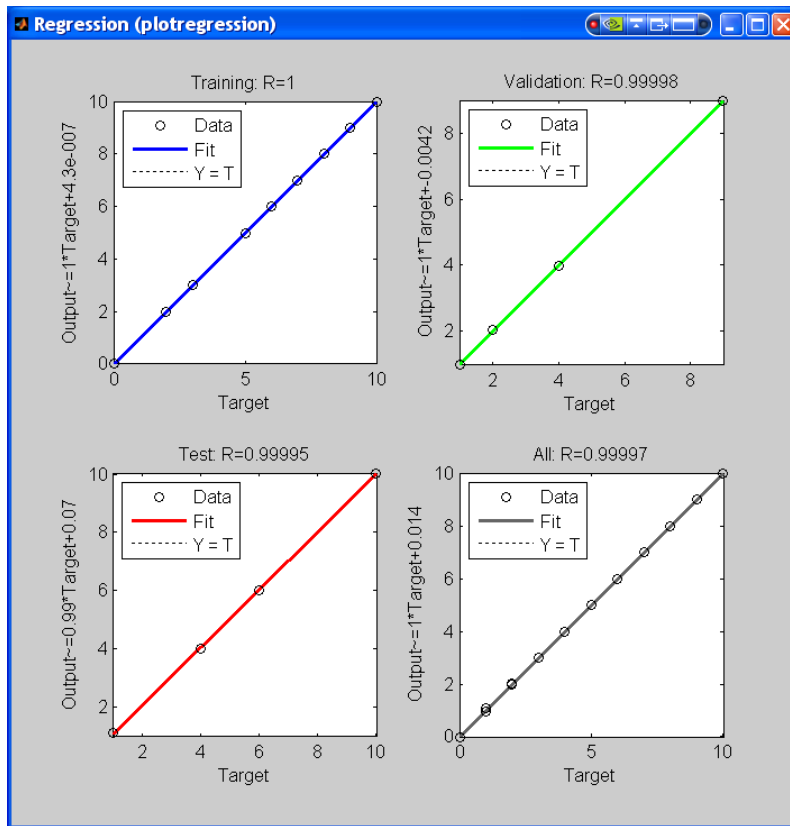 Regression (plotregression)
Training: R=1
Output~=1*Target+4.3e-007
10
8
6
4
2
0
Data
Fit
Y = T
0
5
10
Target
Validation: R=0.99998
Output~=1*Target+-0.0042
8
6
4
2
Data
Fit
Y = T
2
4
6
8
Target
Test: R=0.99995
Output~=0.99*Target+0.07
10
8
6
4
2
Data
Fit
Y = T
2
4
6
8
10
Target
All: R=0.99997
Output~=1*Target+0.014
10
8
6
4
2
0
Data
Fit
Y = T
0
5
10
Target